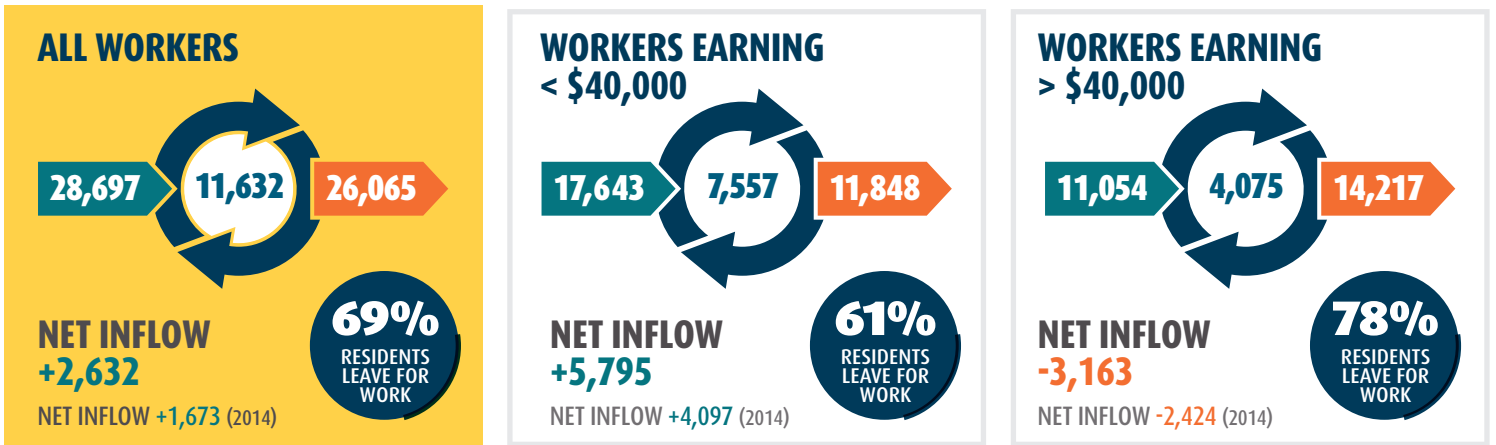 ALL WORKERS
28,697
11,632
26,065
69%
RESIDENTS
LEAVE FOR
WORK
NET INFLOW
+2,632
NET INFLOW +1,673 (2014)
WORKERS EARNING
< $40,000
17,643
7,557
11,848
61%
RESIDENTS
LEAVE FOR
WORK
NET INFLOW
+5,795
NET INFLOW +4,097 (2014)
WORKERS EARNING
> $40,000
11,054
4,075
14,217
78%
RESIDENTS
LEAVE FOR
WORK
NET INFLOW
-3,163
NET INFLOW -2,424 (2014)